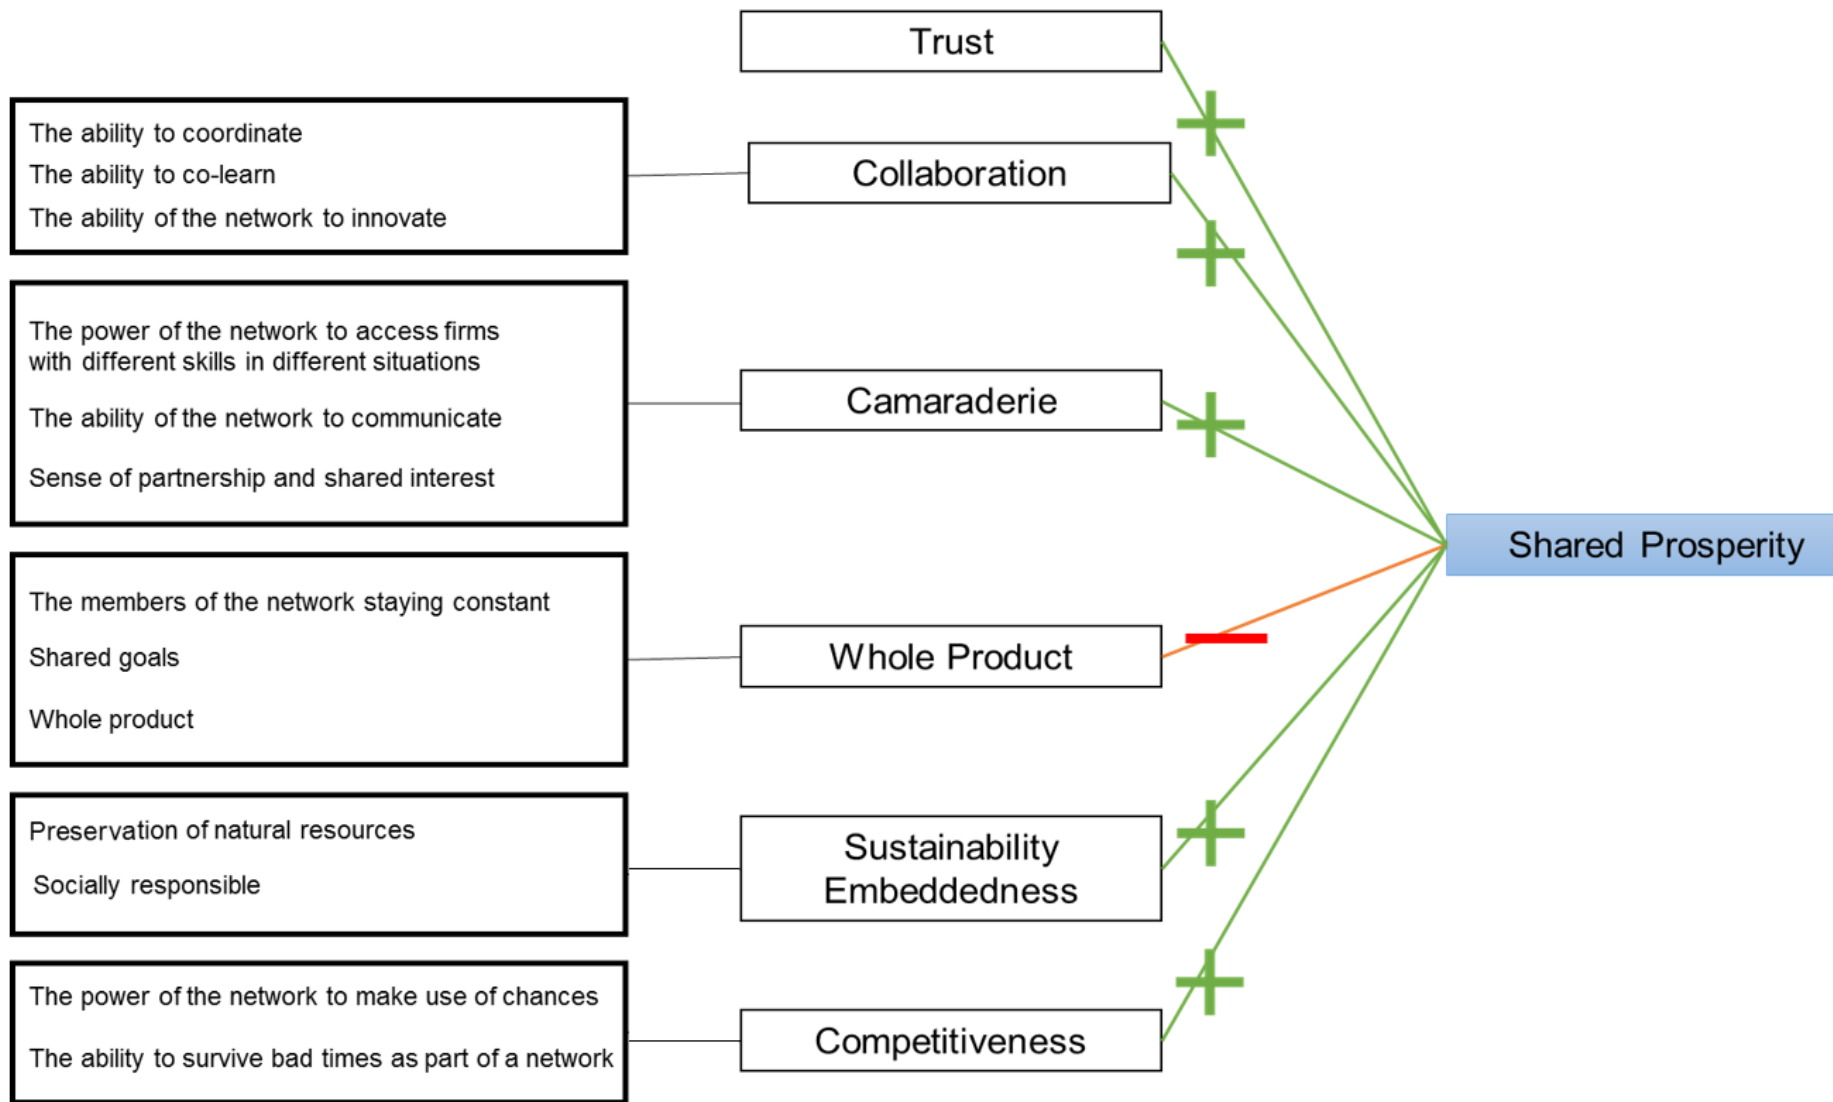 Trust
The ability to coordinate
The ability to co-learn
The ability of the network to innovate
Collaboration
The power of the network to access firms
with different skills in different situations
The ability of the network to communicate
Sense of partnership and shared interest
Camaraderie
Shared Prosperity
The members of the network staying constant
Shared goals
Whole product
Whole Product
Preservation of natural resources
Socially responsible
Sustainability
Embeddedness
The power of the network to make use of chances
The ability to survive bad times as part of a network
Competitiveness